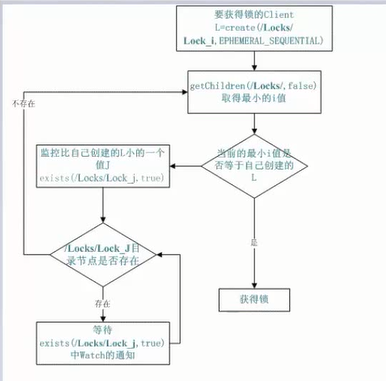 要获得锁的Client
L=create(/Locks/
Lock_i,EPHEMERAL_SEQUENTIAL)
getChildren(/Locks/,false)
取得最小的i值
不存在
监控比自己创建的L小的一个
值J
exists(/Locks/Lock_j,true)
当前的最小i值是
否等于自己创建的
L
/Locks/Lock_J目
录节点是否存在
是
存在
获得锁
等待
exists(/Locks/Lock_j,true)
中Watch的通知